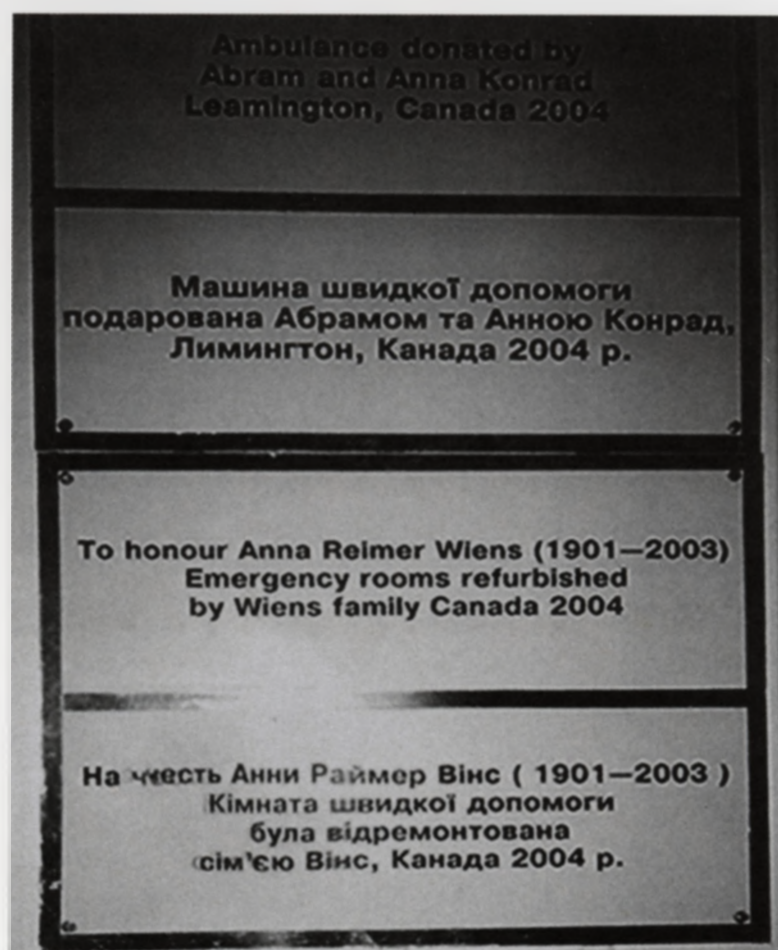 Ambulance donated by
Abram and Anna Konrad
Leamington, Canada 2004
Машина швидкої допомоги
подарована Абрамом та Анною Конрад,
Лимингтон, Канада 2004 р.
To honour Anna Reimer Wiens (1901—2003)
Emergency rooms refurbished
by Wiens family Canada 2004
На честь Анни Раймер Вінс ( 1901—2003 )
Кімната швидкої допомоги
була відремонтована
сім'єю Вінс, Канада 2004 р.